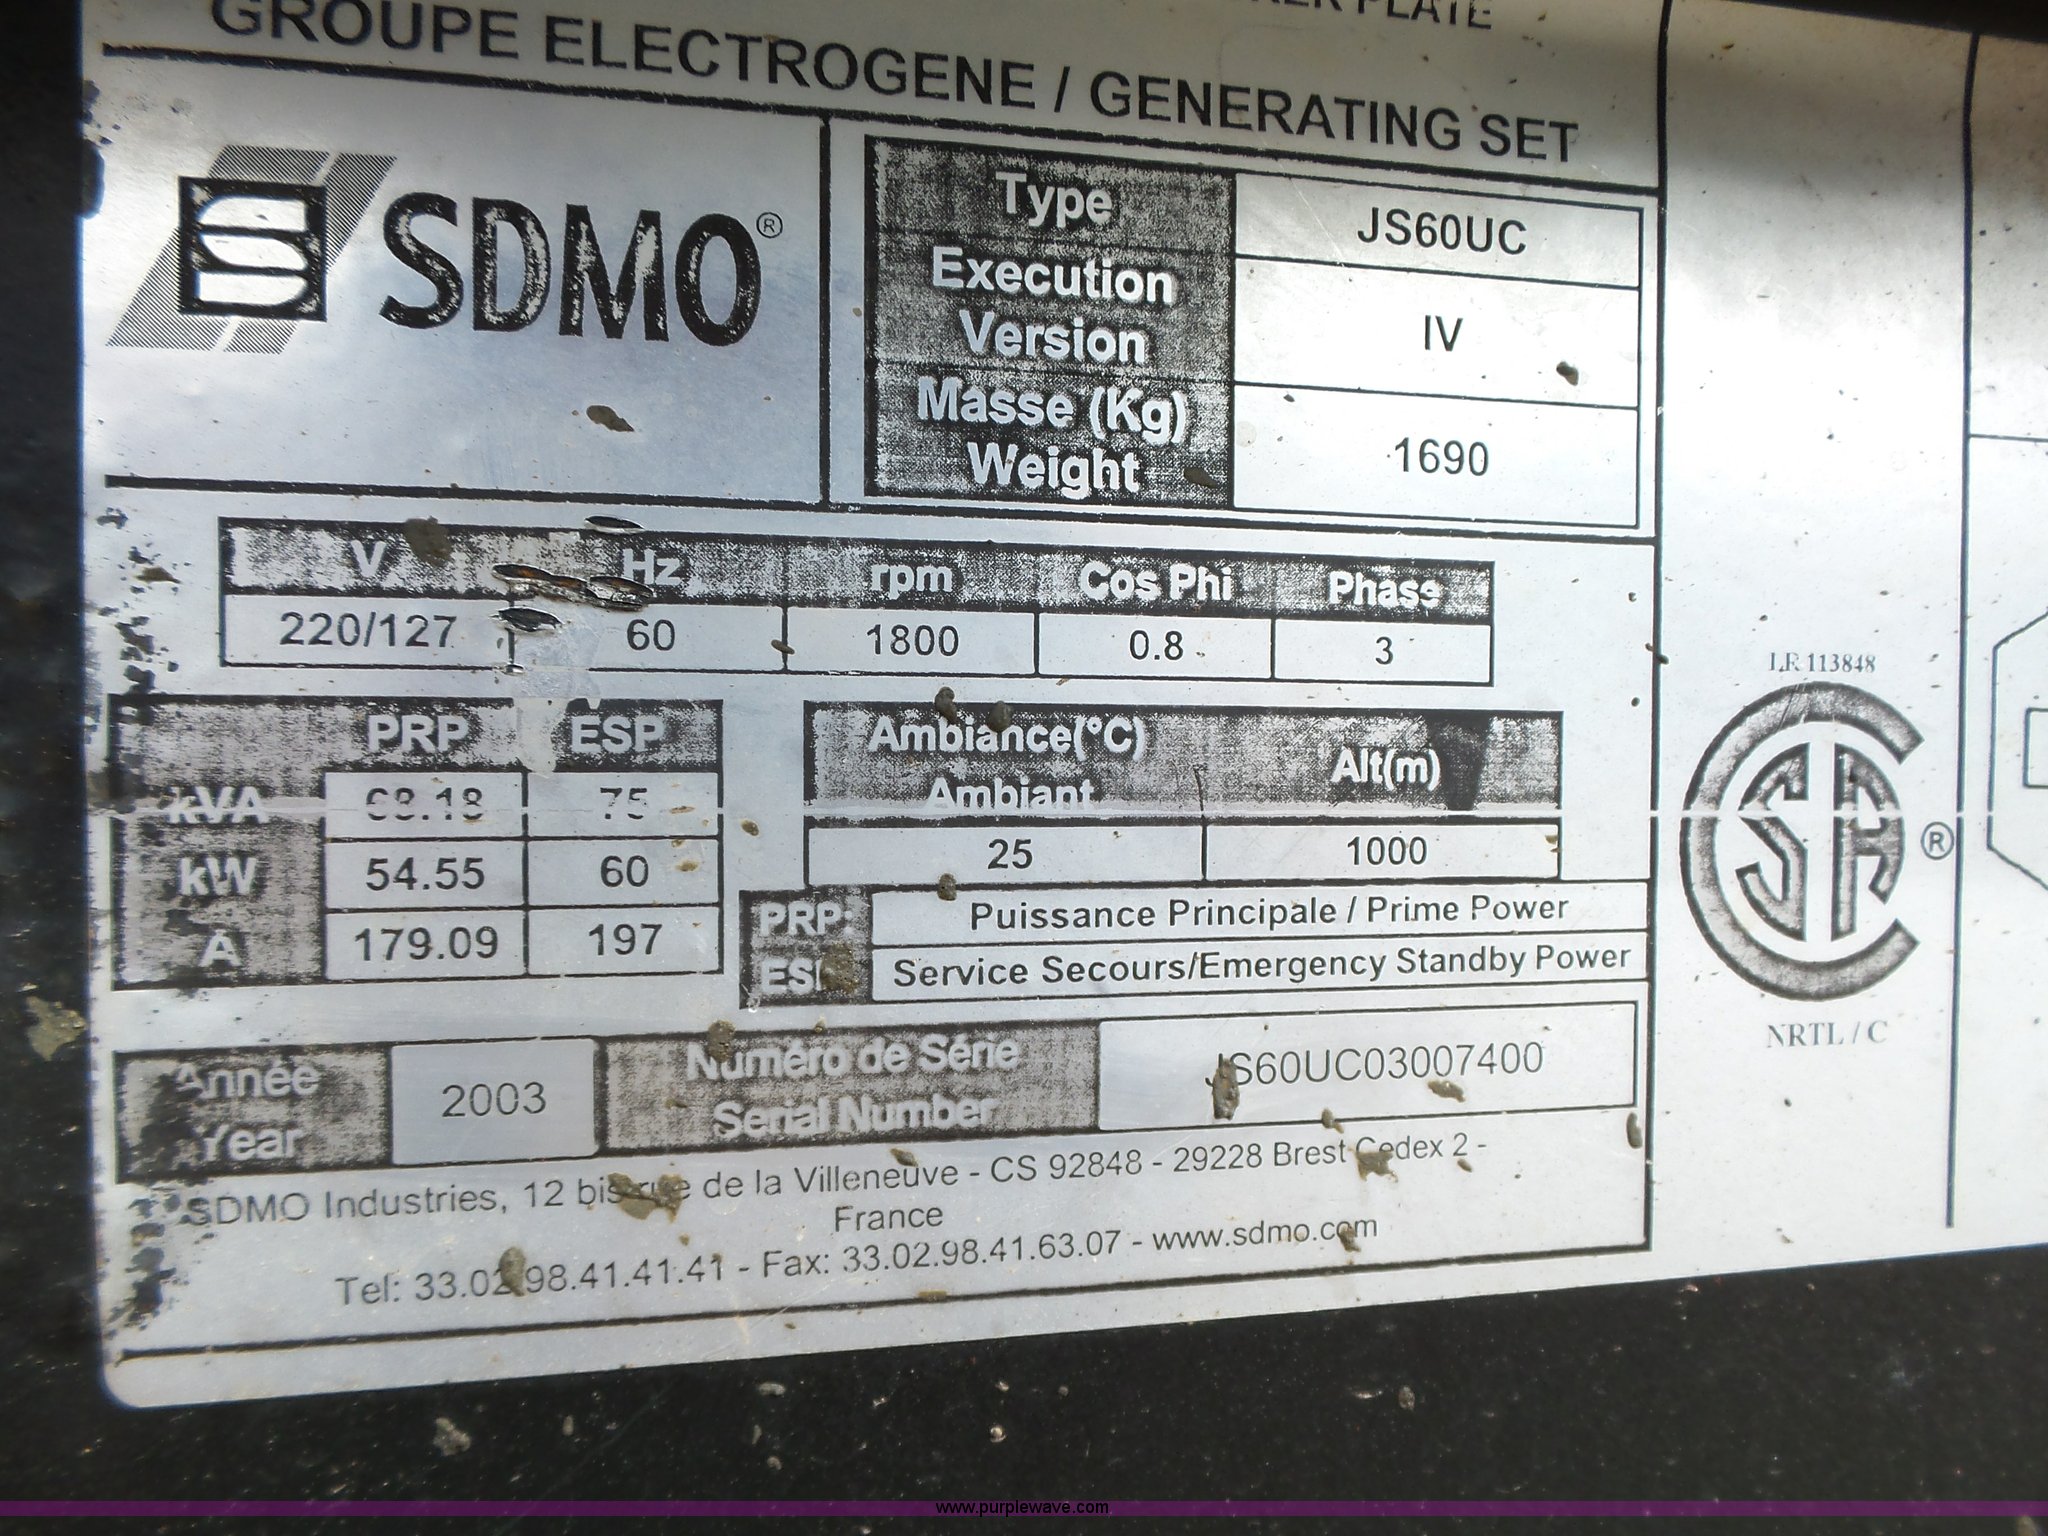 PLATE
GROUPE ELECTROGENE / GENERATING SET
SDMO®
Type JS60UC
Execution
Version IV
Masse (Kg)
Weight 1690
V Hz rpm Cos Phi Phase
220/127 60 1800 0.8 3
PRP ESP
kVA 68.18 75
kW 54.55 60
A 179.09 197
Ambiance(°C)
Ambiant Alt(m)
25 1000
PRP: Puissance Principale / Prime Power
Service Secours/Emergency Standby Power
Année
Year 2003
Numéro de Série
Serial Number JS60UC03007400
SDMO Industries, 12 bis rue de la Villeneuve - CS 92848 - 29228 Brest Cedex 2 -
France
Tel: 33.02.98.41.41.41 - Fax: 33.02.98.41.63.07 - www.sdmo.com
LR 113848
CSA®
NRTL / C
www.purplewave.com